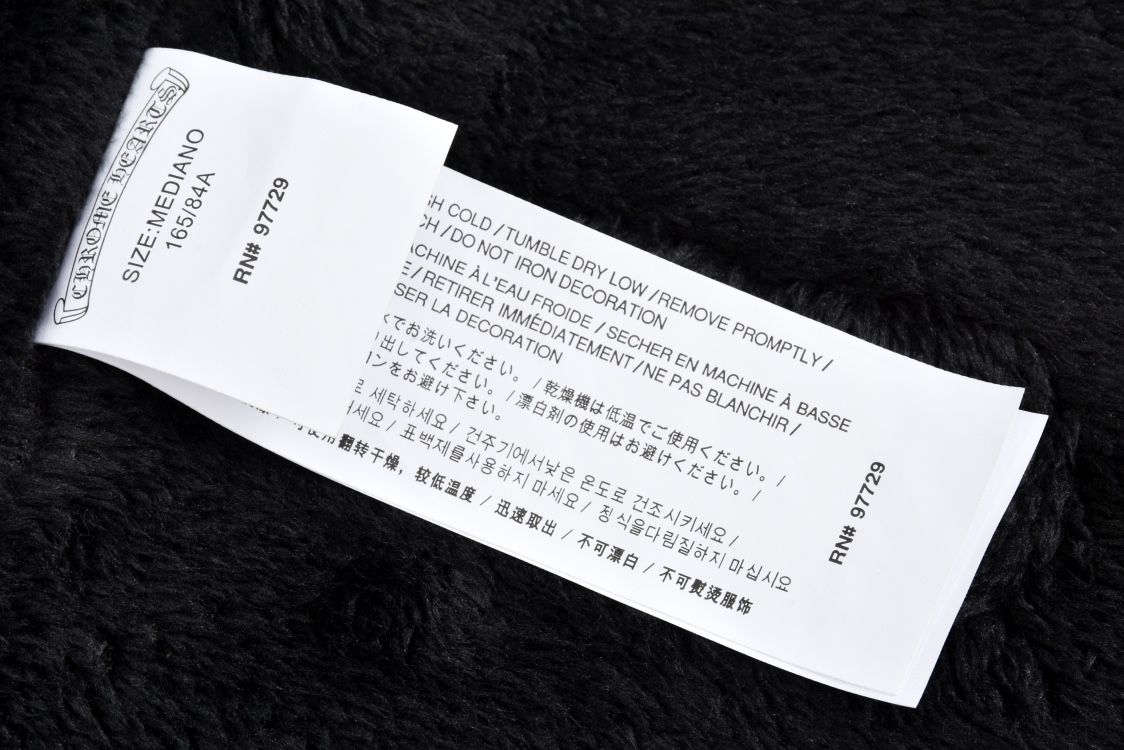 CHROME HEARTS
SIZE:MEDIANO
165/84A
RN# 97729
COLD / TUMBLE DRY LOW / REMOVE PROMPTLY /
/ DO NOT IRON DECORATION
À L'EAU FROIDE / SECHER EN MACHINE À BASSE
/ RETIRER IMMÉDIATEMENT / NE PAS BLANCHIR /
LA DECORATION
でお洗いください。 / 乾燥機は低温でご使用ください。 /
出してください。 / 漂白剤の使用はお避けください。 /
ンをお避け下さい。
세탁하세요 / 건조기에서낮은 온도로 건조시키세요 /
세요 / 표백제를사용하지 마세요 / 정식을다림질하지 마십시요
可使用翻转干燥，较低温度 / 迅速取出 / 不可漂白 / 不可熨烫服饰
RN# 97729